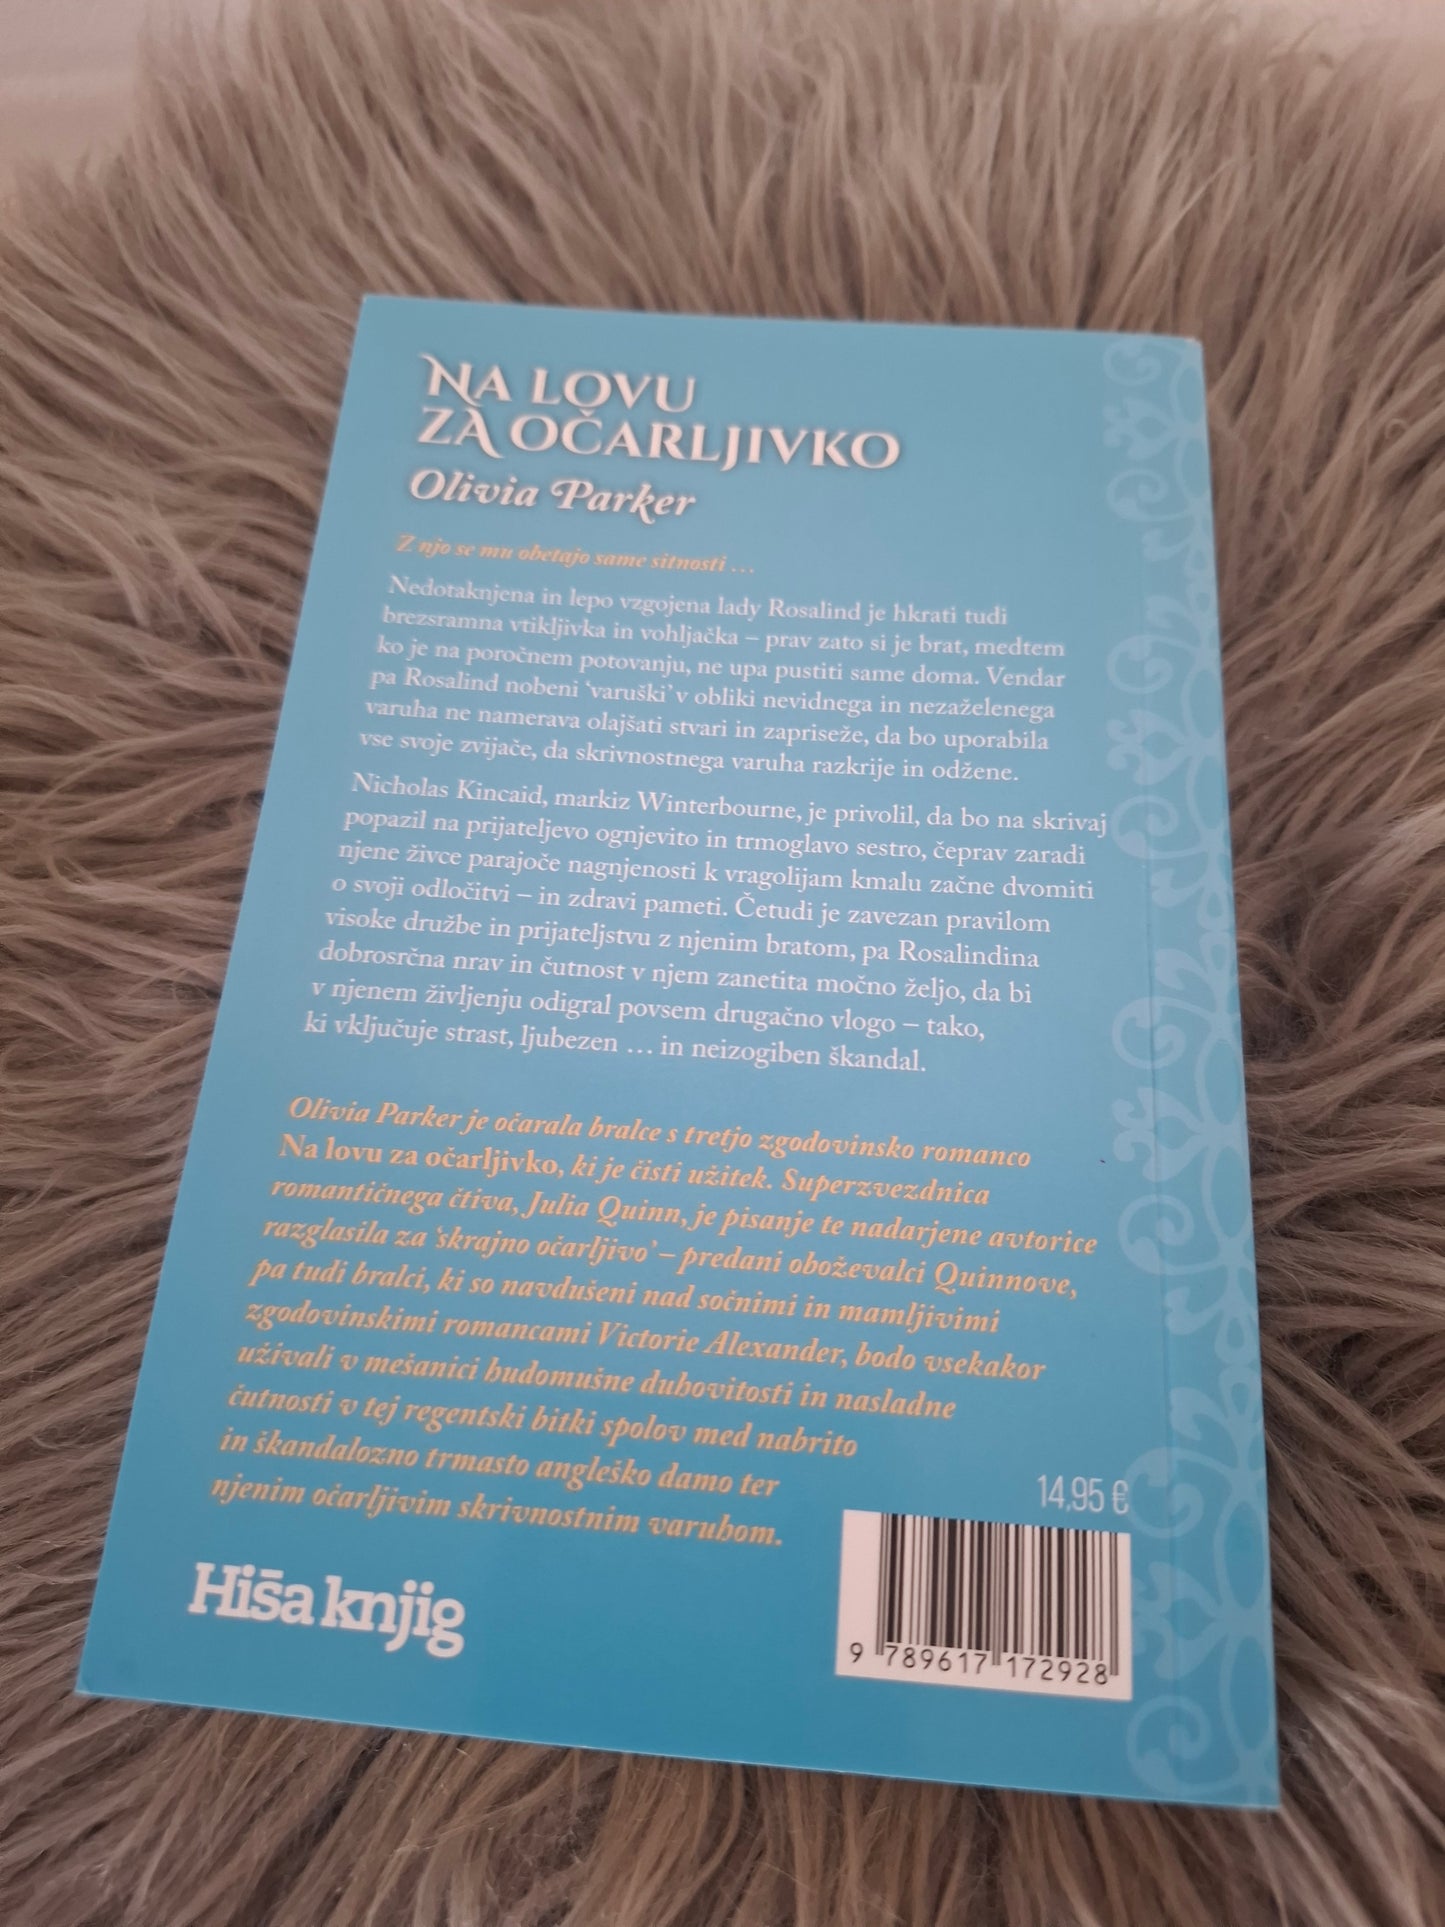 NA LOVU
ZA OČARLJIVKO
Olivia Parker
Z njo se mu obetajo same sitnosti …
Nedotaknjena in lepo vzgojena lady Rosalind je hkrati tudi
brezsramna vtikljivka in vohljačka – prav zato si je brat, medtem
ko je na poročnem potovanju, ne upa pustiti same doma. Vendar
pa Rosalind nobeni ‘varuški’ v obliki nevidnega in nezaželenega
varuha ne namerava olajšati stvari in zapriseže, da bo uporabila
vse svoje zvijače, da skrivnostnega varuha razkrije in odžene.
Nicholas Kincaid, markiz Winterbourne, je privolil, da bo na skrivaj
popazil na prijateljevo ognjevito in trmoglavo sestro, čeprav zaradi
njene živce parajoče nagnjenosti k vragolijam kmalu začne dvomiti
o svoji odločitvi – in zdravi pameti. Četudi je zavezan pravilom
visoke družbe in prijateljstvu z njenim bratom, pa Rosalindina
dobrosrčna nrav in čutnost v njem zanetita močno željo, da bi
v njenem življenju odigral povsem drugačno vlogo – tako,
ki vključuje strast, ljubezen … in neizogiben škandal.
Olivia Parker je očarala bralce s tretjo zgodovinsko romanco
Na lovu za očarljivko, ki je čisti užitek. Superzvezdnica
romantičnega čtiva, Julia Quinn, je pisanje te nadarjene avtorice
razglasila za ‘skrajno očarljivo’ – predani oboževalci Quinnove,
pa tudi bralci, ki so navdušeni nad sočnimi in mamljivimi
zgodovinskimi romancami Victorie Alexander, bodo vsekakor
uživali v mešanici hudomušne duhovitosti in nasladne
čutnosti v tej regentski bitki spolov med nabrito
in škandalozno trmasto angleško damo ter
njenim očarljivim skrivnostnim varuhom.
14,95 €
Hiša knjig
9 789617 172928